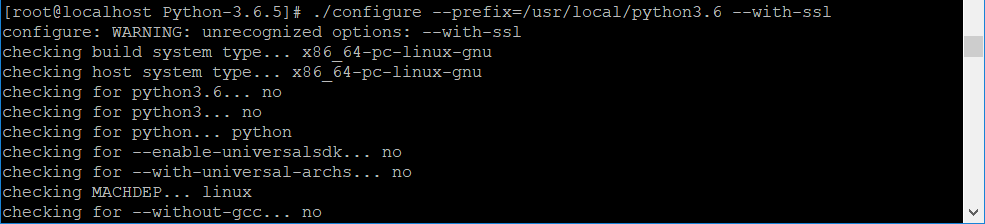 [root@localhost Python-3.6.5]# ./configure --prefix=/usr/local/python3.6 --with-ssl
configure: WARNING: unrecognized options: --with-ssl
checking build system type... x86_64-pc-linux-gnu
checking host system type... x86_64-pc-linux-gnu
checking for python3.6... no
checking for python3... no
checking for python... python
checking for --enable-universalsdk... no
checking for --with-universal-archs... no
checking MACHDEP... linux
checking for --without-gcc... no